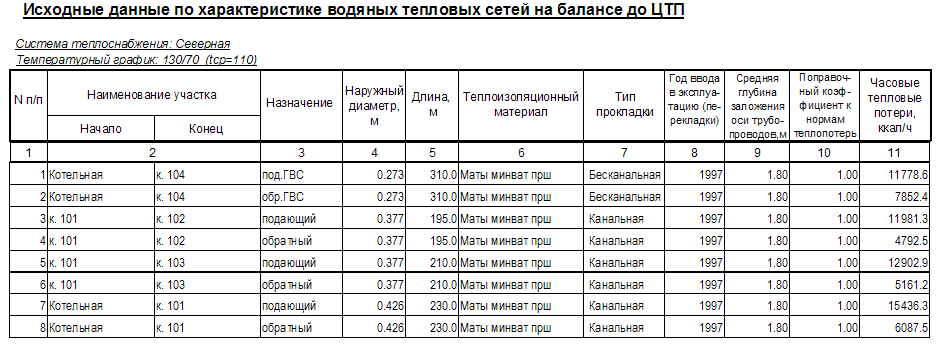 Исходные данные по характеристике водяных тепловых сетей на балансе до ЦТП
Система теплоснабжения: Северная
Температурный график: 130/70 (tср=110)
N п/п Наименование участка Назначение Наружный диаметр, м Длина, м Теплоизоляционный материал Тип прокладки Год ввода в эксплуа- тацию (пе- рекладки) Средняя глубина заложения оси трубо- проводов,м Поправоч- ный коэф- фициент к нормам теплопотерь Часовые тепловые потери, ккал/ч
Начало Конец
1 2 3 4 5 6 7 8 9 10 11
1 Котельная к. 104 под.ГВС 0.273 310.0 Маты минват прш Бесканальная 1997 1.80 1.00 11778.6
2 Котельная к. 104 обр.ГВС 0.273 310.0 Маты минват прш Бесканальная 1997 1.80 1.00 7852.4
3 к. 101 к. 102 подающий 0.377 195.0 Маты минват прш Канальная 1997 1.80 1.00 11981.3
4 к. 101 к. 102 обратный 0.377 195.0 Маты минват прш Канальная 1997 1.80 1.00 4792.5
5 к. 101 к. 103 подающий 0.377 210.0 Маты минват прш Канальная 1997 1.80 1.00 12902.9
6 к. 101 к. 103 обратный 0.377 210.0 Маты минват прш Канальная 1997 1.80 1.00 5161.2
7 Котельная к. 101 подающий 0.426 230.0 Маты минват прш Канальная 1997 1.80 1.00 15436.3
8 Котельная к. 101 обратный 0.426 230.0 Маты минват прш Канальная 1997 1.80 1.00 6087.5